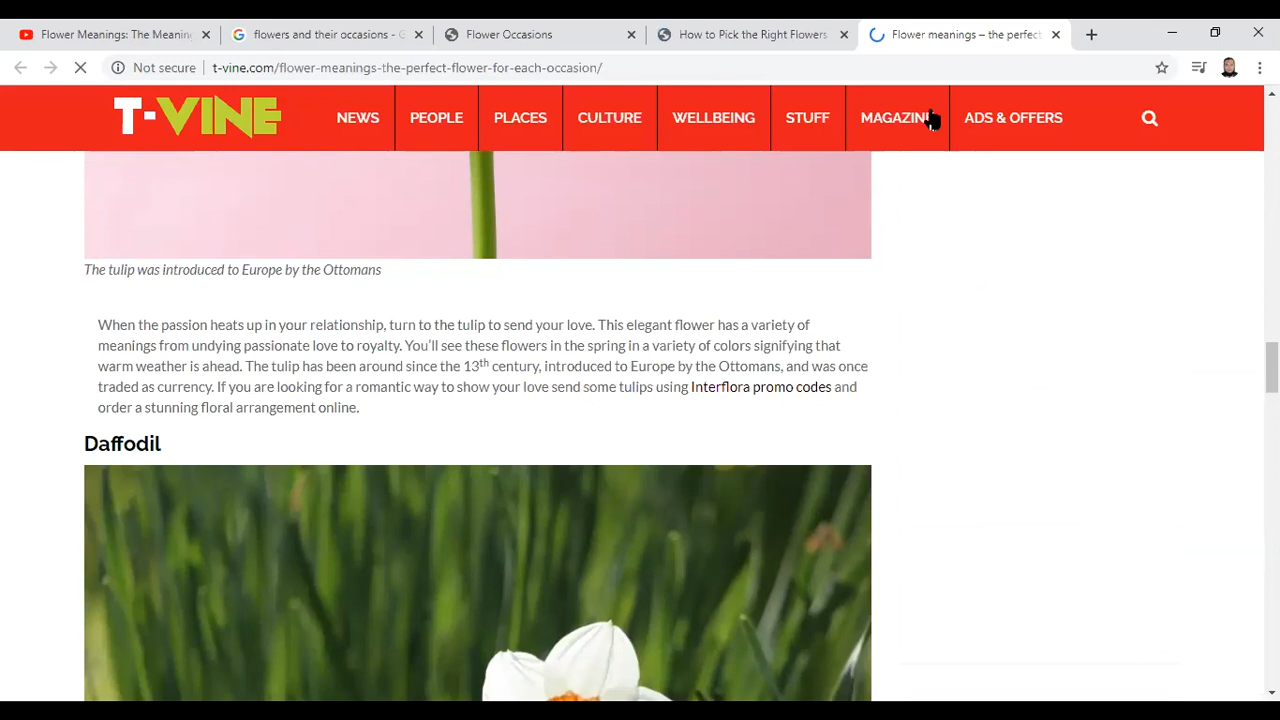 Flower Meanings: The Meaning
flowers and their occasions - G
Flower Occasions
How to Pick the Right Flowers
Flower meanings – the perfect
Not secure
t-vine.com/flower-meanings-the-perfect-flower-for-each-occasion/
T-VINE
NEWS
PEOPLE
PLACES
CULTURE
WELLBEING
STUFF
MAGAZIN
ADS & OFFERS
The tulip was introduced to Europe by the Ottomans
When the passion heats up in your relationship, turn to the tulip to send your love. This elegant flower has a variety of
meanings from undying passionate love to royalty. You'll see these flowers in the spring in a variety of colors signifying that
warm weather is ahead. The tulip has been around since the 13th century, introduced to Europe by the Ottomans, and was once
traded as currency. If you are looking for a romantic way to show your love send some tulips using Interflora promo codes and
order a stunning floral arrangement online.
Daffodil